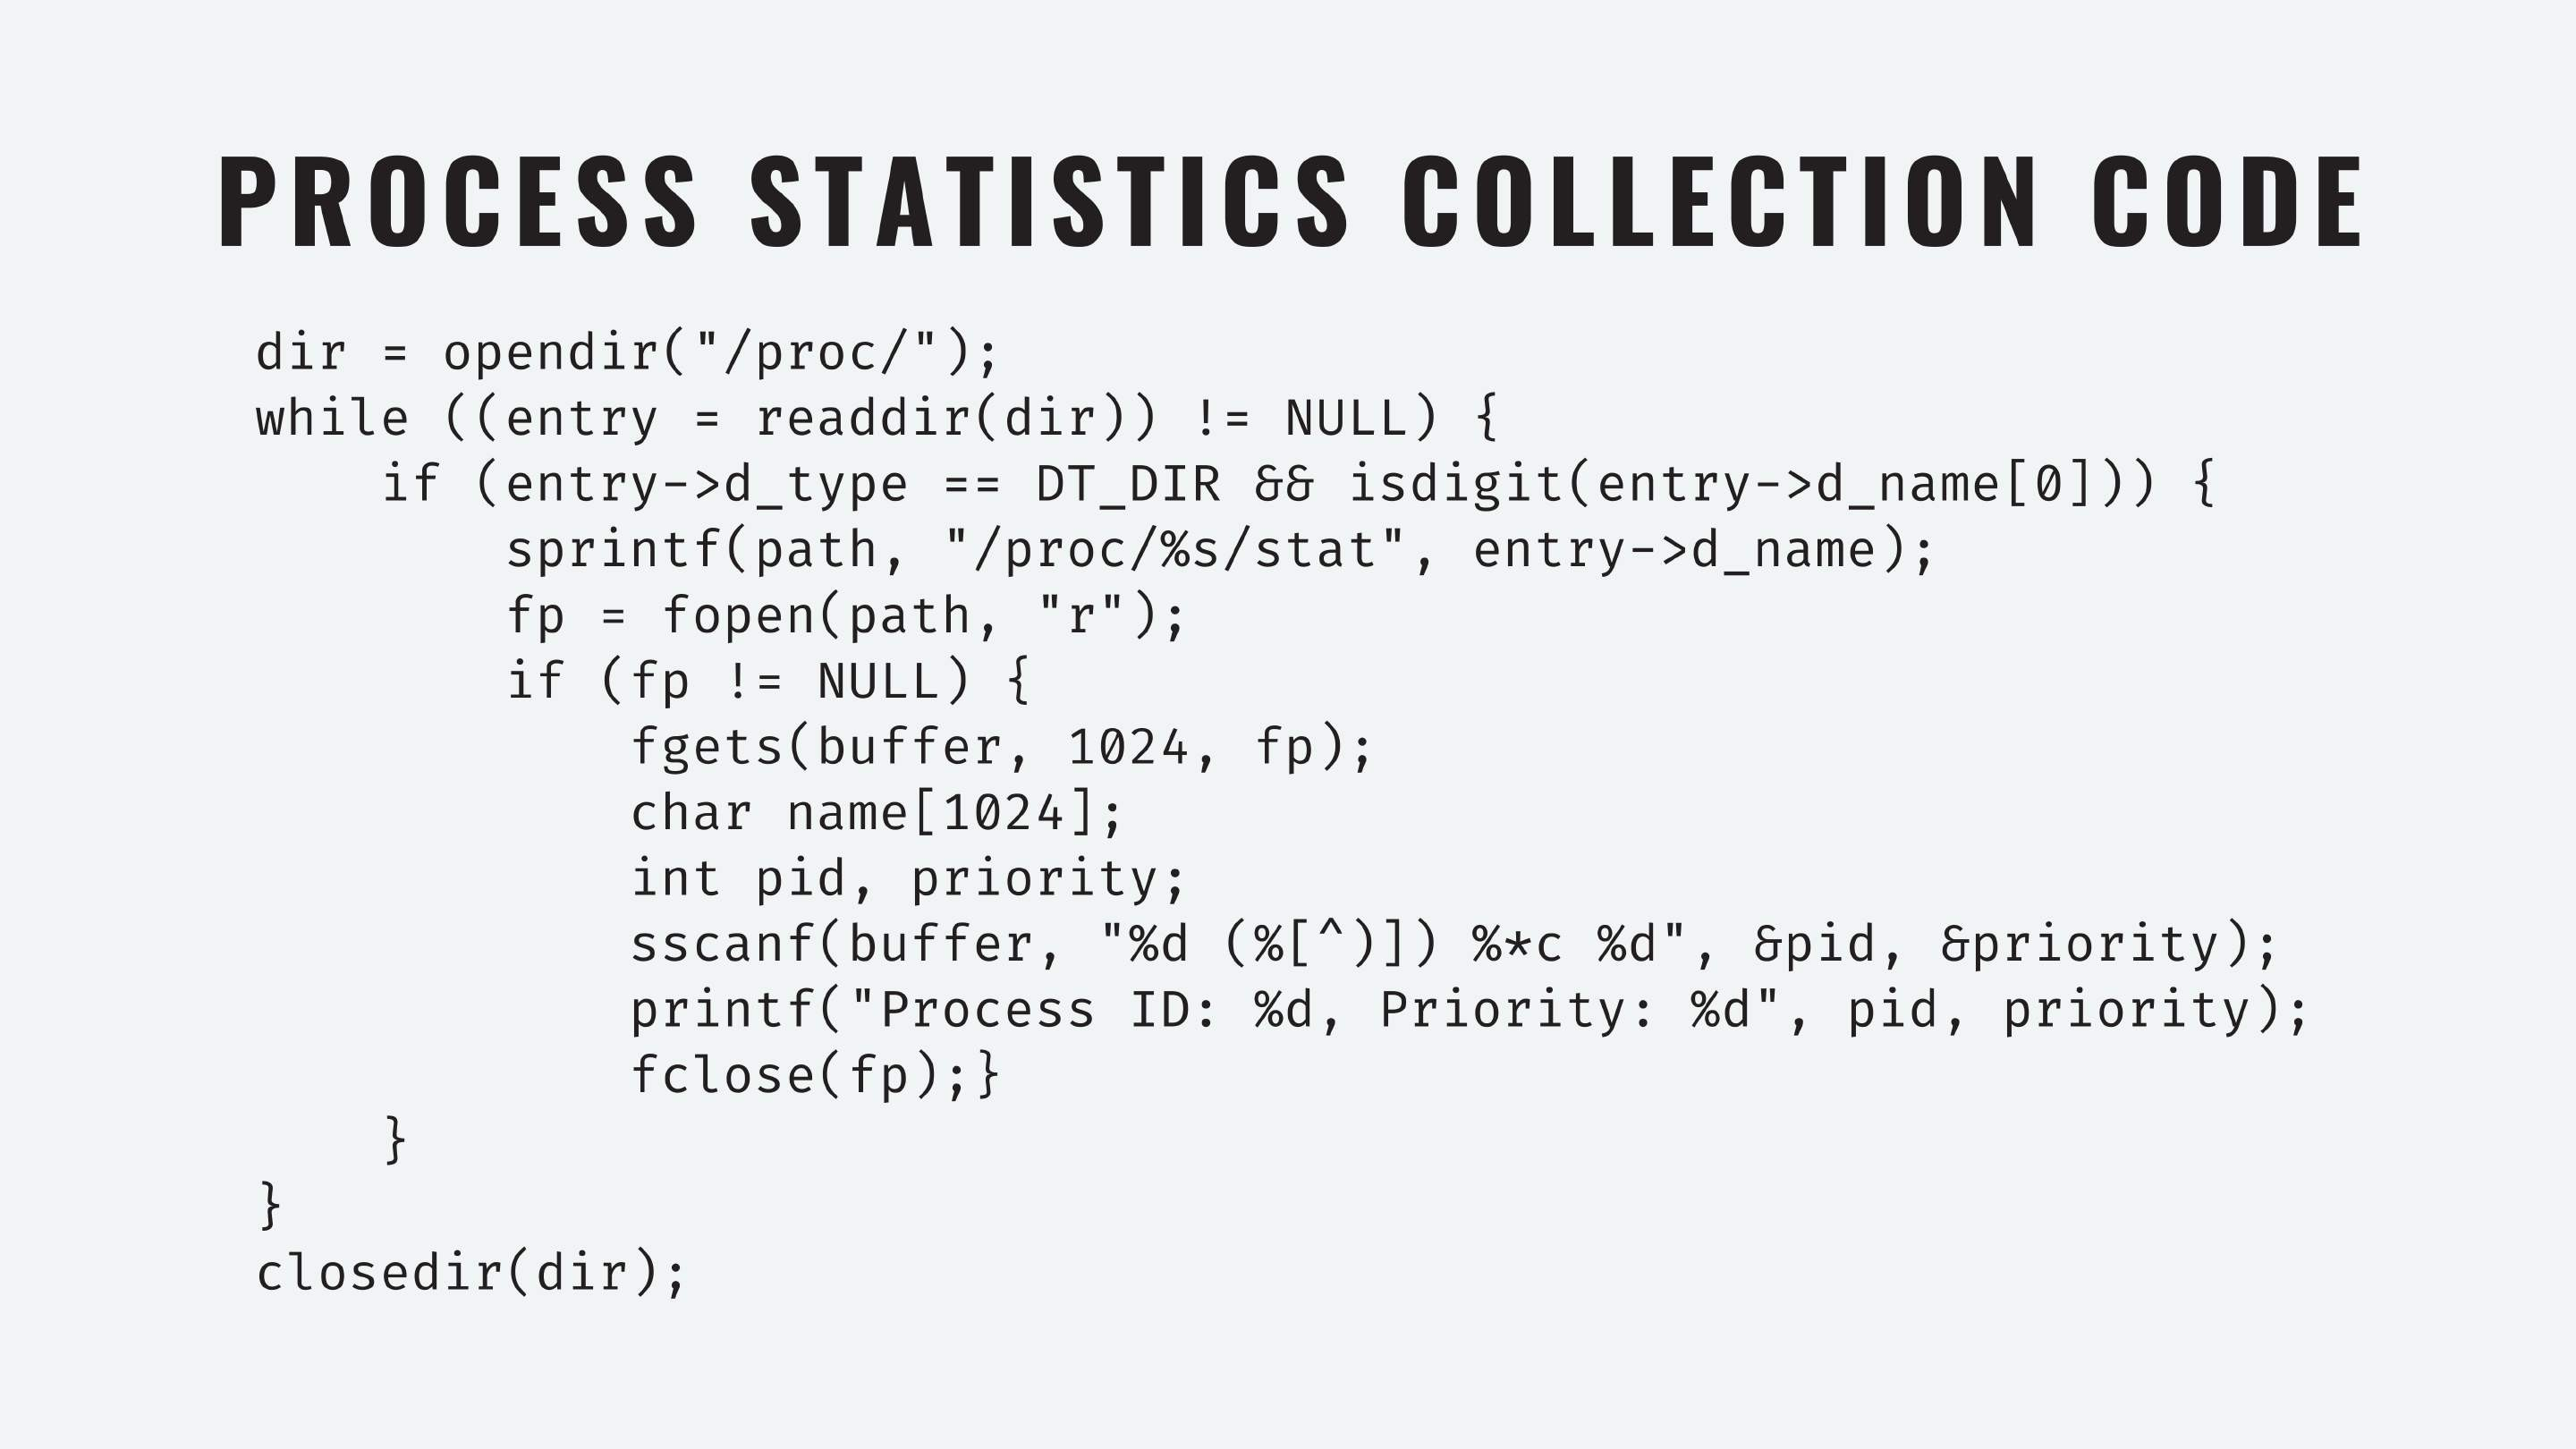 PROCESS STATISTICS COLLECTION CODE
dir = opendir("/proc/");
while ((entry = readdir(dir)) != NULL) {
    if (entry->d_type == DT_DIR && isdigit(entry->d_name[0])) {
        sprintf(path, "/proc/%s/stat", entry->d_name);
        fp = fopen(path, "r");
        if (fp != NULL) {
            fgets(buffer, 1024, fp);
            char name[1024];
            int pid, priority;
            sscanf(buffer, "%d (%[^)]) %*c %d", &pid, &priority);
            printf("Process ID: %d, Priority: %d", pid, priority);
            fclose(fp);}
    }
}
closedir(dir);